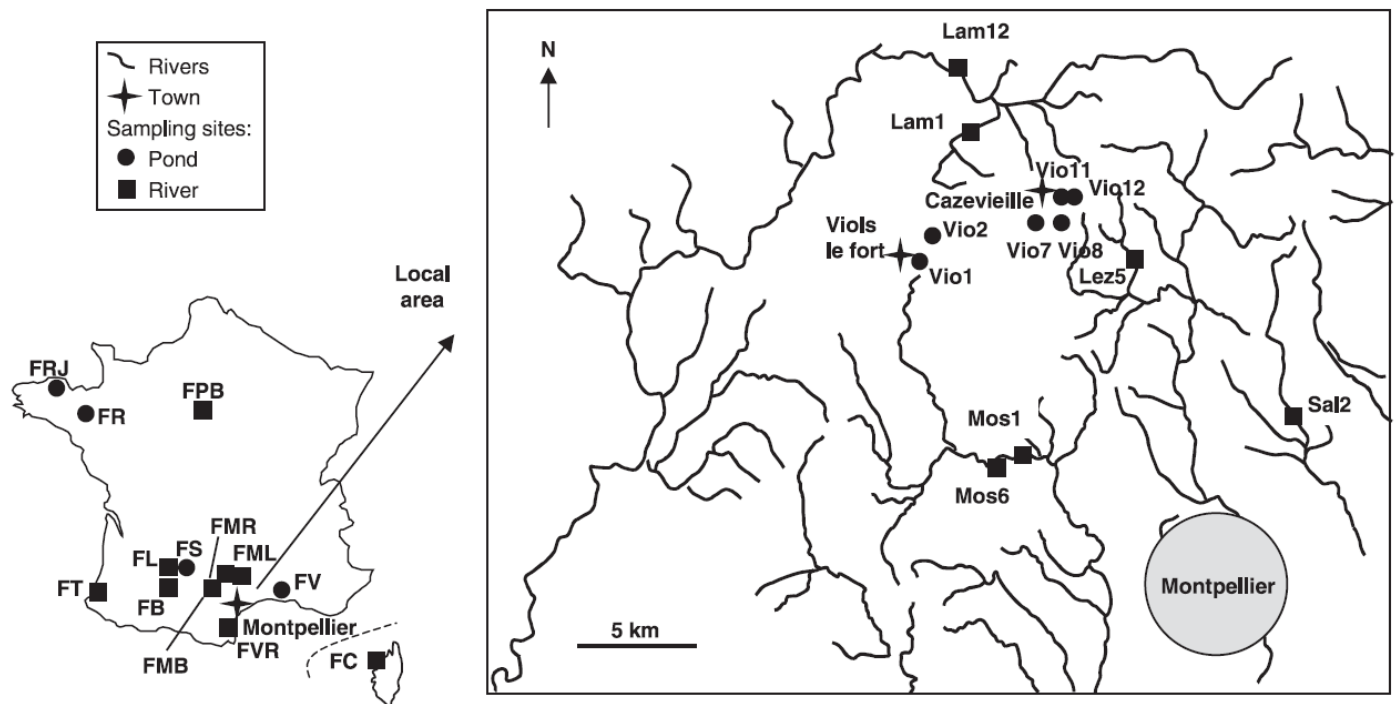 Rivers
Town
Sampling sites:
Pond
River
Local
area
FRJ
FR
FPB
FMR
FL
FS
FML
FV
FT
FB
Montpellier
FMB
FVR
FC
N
Lam12
Lam1
Vio11
Vio12
Cazevieille
Viols
le fort
Vio2
Vio7
Vio8
Vio1
Lez5
Sal2
Mos1
Mos6
Montpellier
5 km